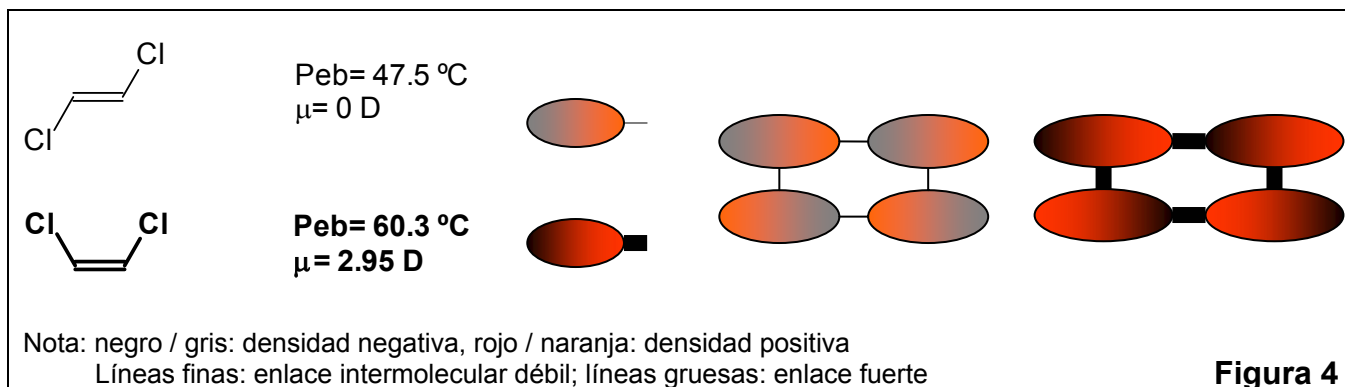 Cl
Cl
Peb= 47.5 ºC
μ= 0 D
Cl Cl
Peb= 60.3 ºC
μ= 2.95 D
Nota: negro / gris: densidad negativa, rojo / naranja: densidad positiva
Líneas finas: enlace intermolecular débil; líneas gruesas: enlace fuerte
Figura 4